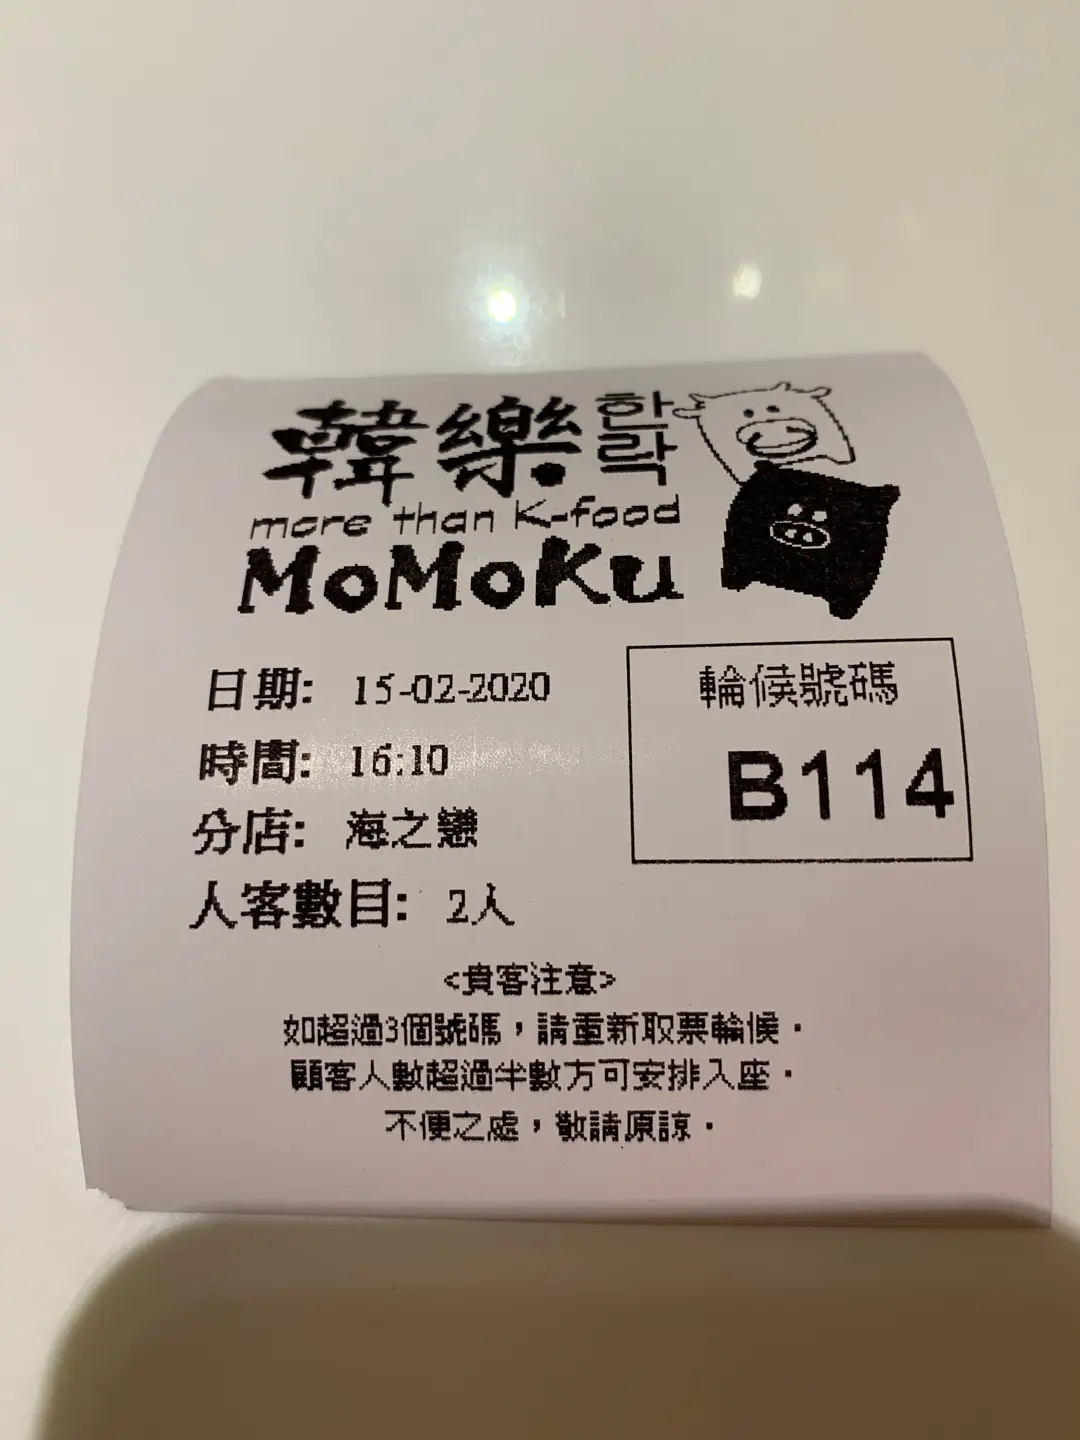 韓樂 한락
more than K-food
MoMoKu
日期: 15-02-2020
時間: 16:10
分店: 海之戀
人客數目: 2人
輪候號碼
B114
<貴客注意>
如超過3個號碼，請重新取票輪候．
顧客人數超過半數方可安排入座．
不便之處，敬請原諒．